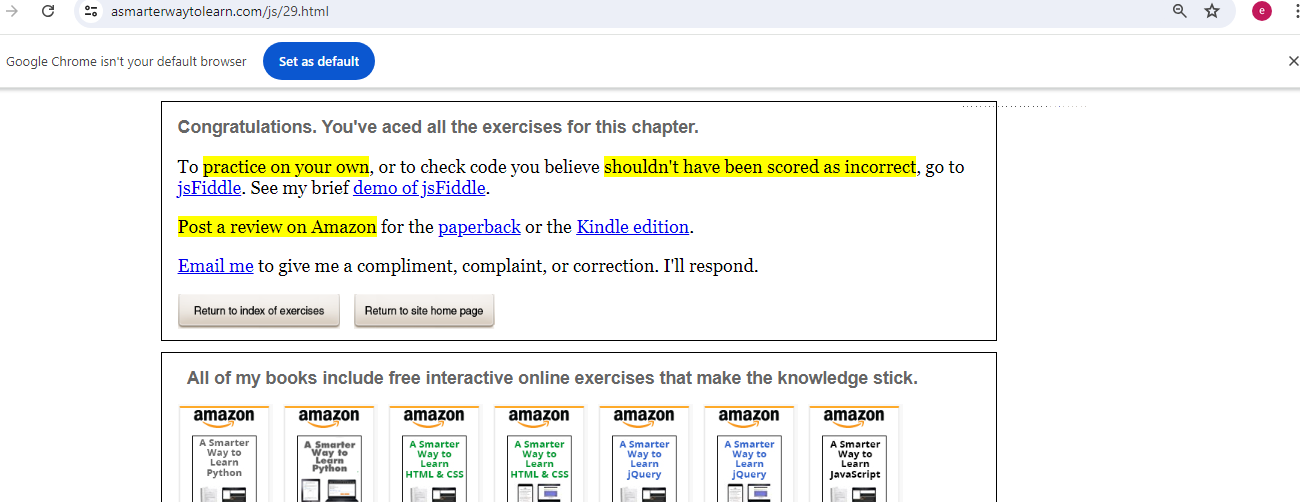 asmarterwaytolearn.com/js/29.html
e
Google Chrome isn't your default browser
Set as default
Congratulations. You've aced all the exercises for this chapter.
To practice on your own, or to check code you believe shouldn't have been scored as incorrect, go to
jsFiddle. See my brief demo of jsFiddle.
Post a review on Amazon for the paperback or the Kindle edition.
Email me to give me a compliment, complaint, or correction. I'll respond.
Return to index of exercises
Return to site home page
All of my books include free interactive online exercises that make the knowledge stick.
amazon amazon amazon amazon amazon amazon amazon
A Smarter A Smarter A Smarter A Smarter A Smarter A Smarter A Smarter
Way to Way to Way to Way to Way to Way to Way to
Learn Learn Learn Learn Learn Learn Learn
Python Python HTML & CSS HTML & CSS jQuery jQuery JavaScript